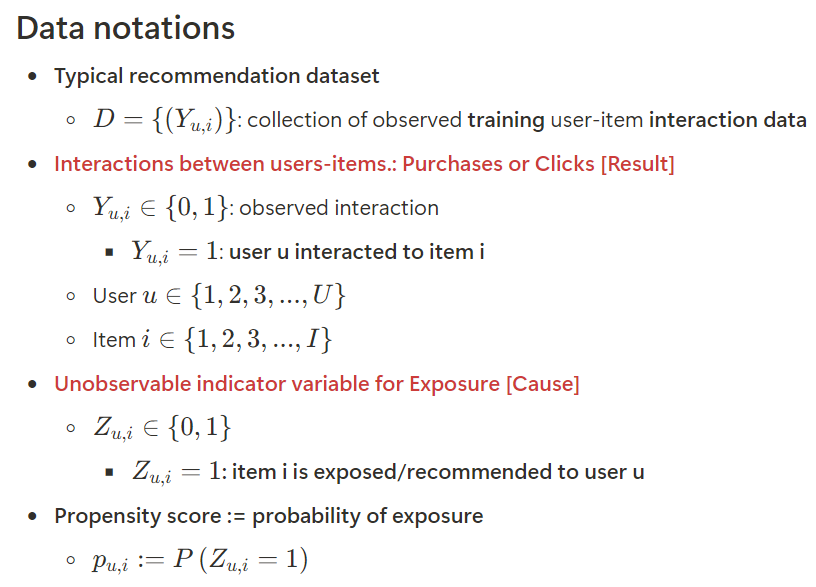 Data notations
• Typical recommendation dataset
◦ D = {(Y_{u,i})}: collection of observed training user-item interaction data
• Interactions between users-items.: Purchases or Clicks [Result]
◦ Y_{u,i} ∈ {0, 1}: observed interaction
▪ Y_{u,i} = 1: user u interacted to item i
◦ User u ∈ {1, 2, 3, ..., U}
◦ Item i ∈ {1, 2, 3, ..., I}
• Unobservable indicator variable for Exposure [Cause]
◦ Z_{u,i} ∈ {0, 1}
▪ Z_{u,i} = 1: item i is exposed/recommended to user u
• Propensity score := probability of exposure
◦ p_{u,i} := P (Z_{u,i} = 1)